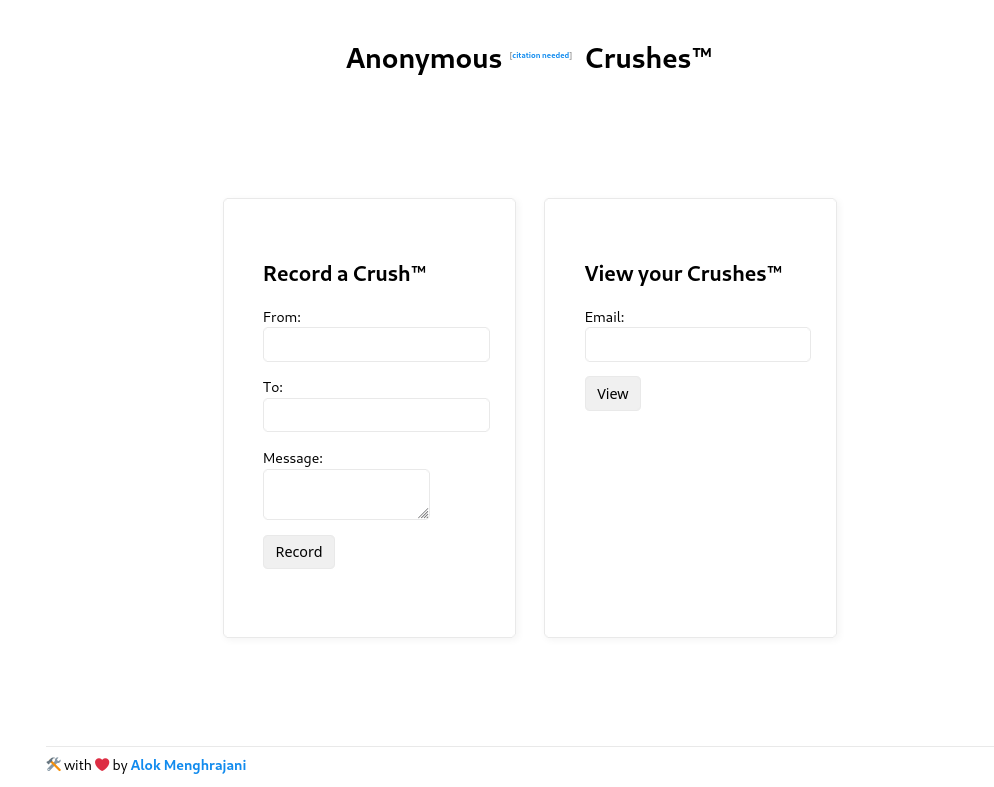 Anonymous [citation needed] Crushes™
Record a Crush™
From:
To:
Message:
Record
View your Crushes™
Email:
View
🛠 with ❤ by Alok Menghrajani